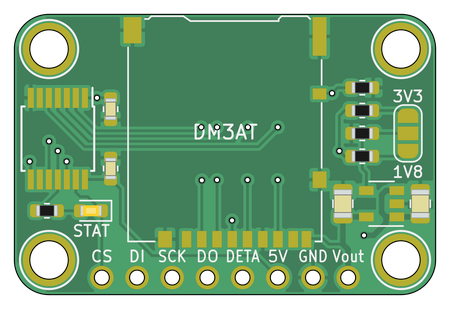 DM3AT
3V3
1V8
STAT
CS DI SCK DO DETA 5V GND Vout